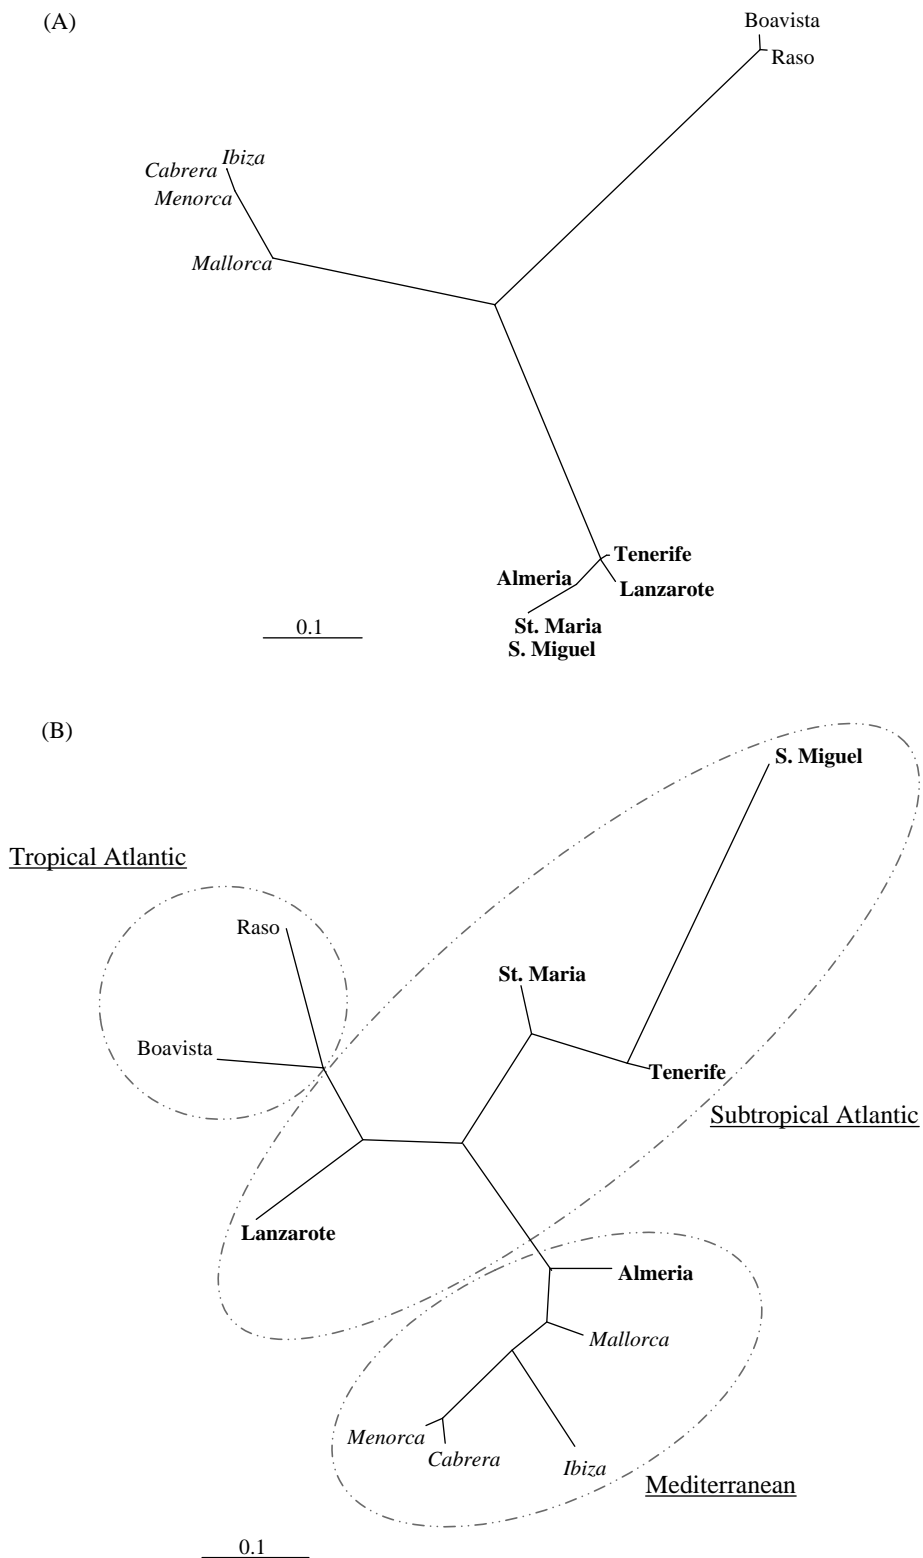 (A)
Boavista
Raso
Ibiza
Cabrera
Menorca
Mallorca
Tenerife
Almeria
Lanzarote
St. Maria
S. Miguel
0.1
(B)
S. Miguel
Tropical Atlantic
Raso
St. Maria
Boavista
Tenerife
Subtropical Atlantic
Lanzarote
Almeria
Mallorca
Menorca
Cabrera
Ibiza
Mediterranean
0.1